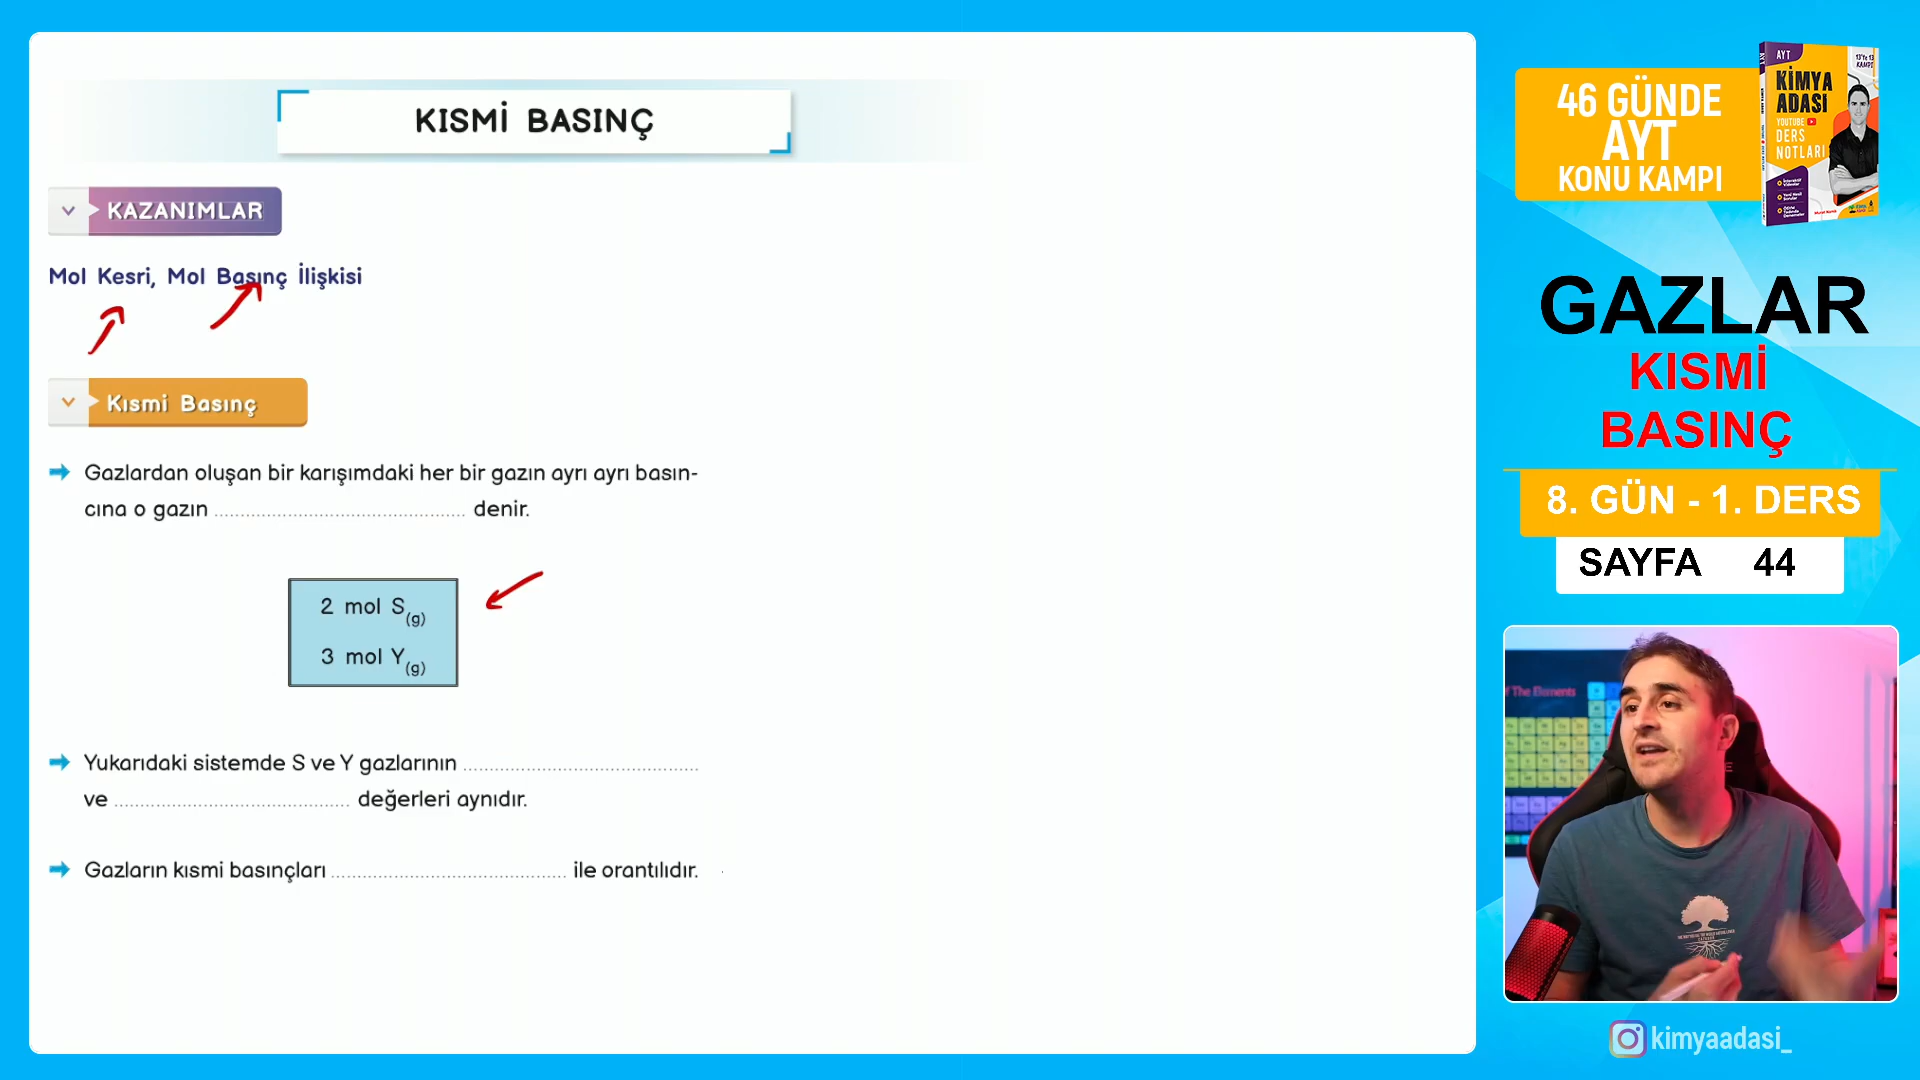 KISMİ BASINÇ
KAZANIMLAR
Mol Kesri, Mol Basınç İlişkisi
Kısmi Basınç
Gazlardan oluşan bir karışımdaki her bir gazın ayrı ayrı basın-
cına o gazın ................................................ denir.
2 mol S(g)
3 mol Y(g)
Yukarıdaki sistemde S ve Y gazlarının .............................................
ve ............................................. değerleri aynıdır.
Gazların kısmi basınçları ............................................. ile orantılıdır.
46 GÜNDE
AYT
KONU KAMPI
AYT
KİMYA
ADASI
YOUTUBE
DERS
NOTLARI
GAZLAR
KISMİ
BASINÇ
8. GÜN - 1. DERS
SAYFA 44
The Elements
kimyaadasi_